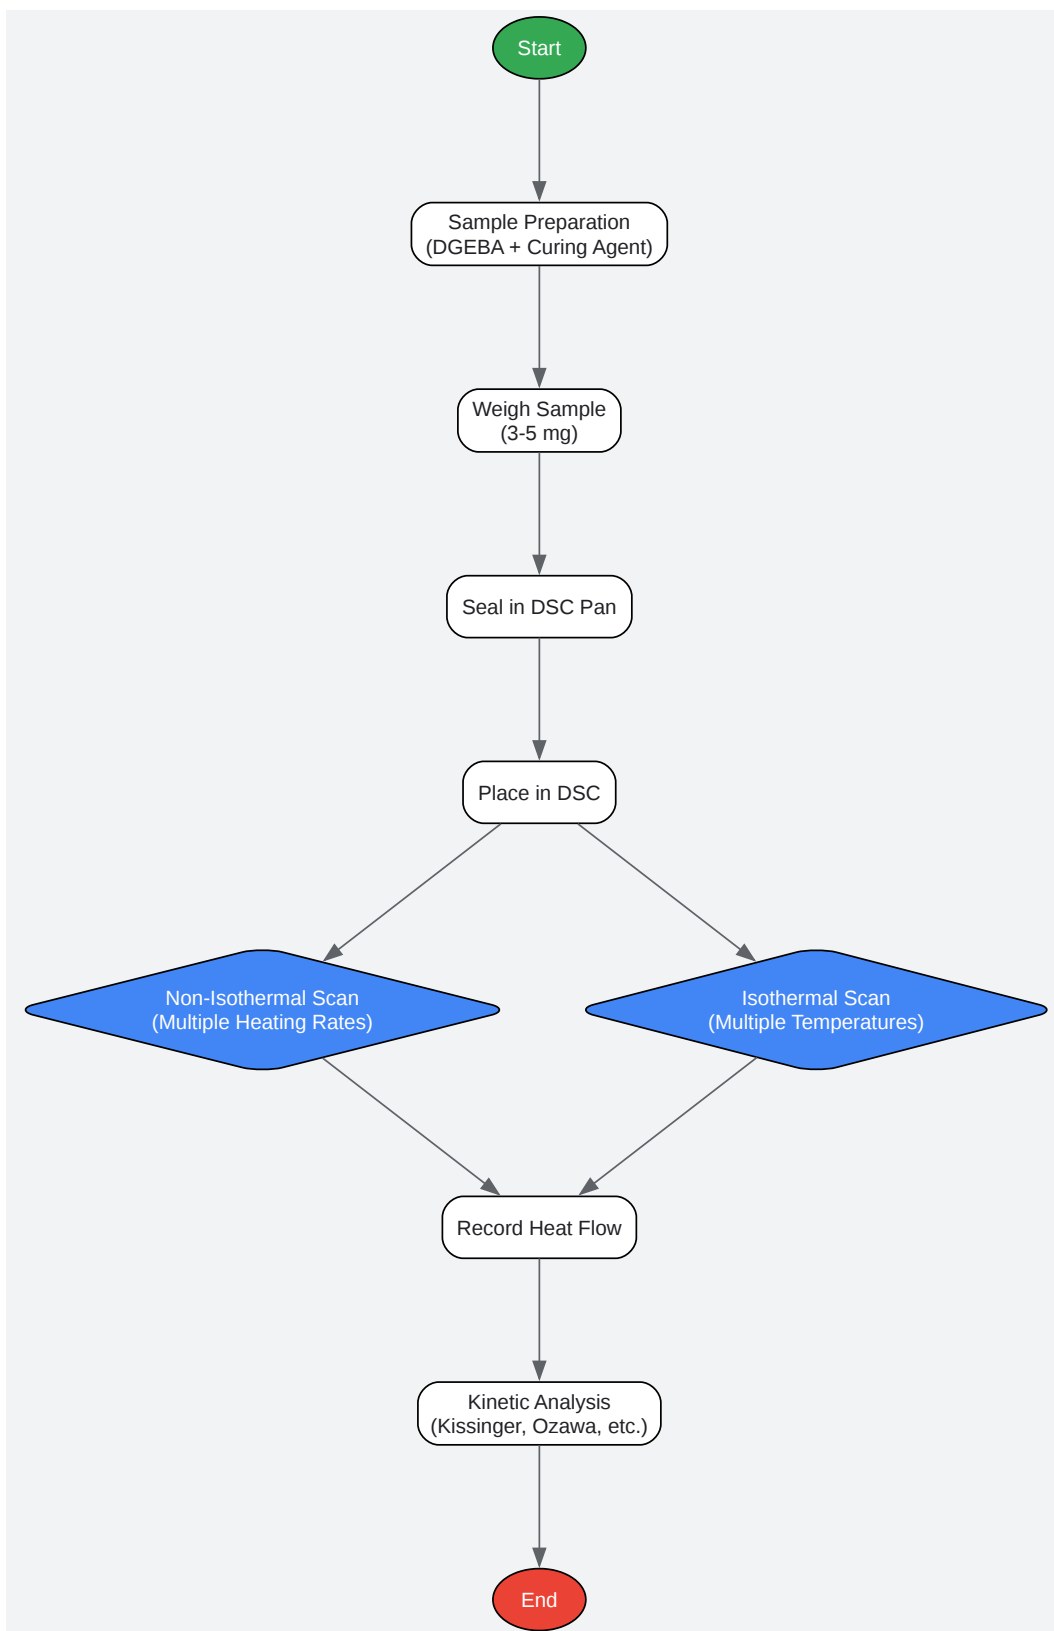 Start
Sample Preparation
(DGEBA + Curing Agent)
Weigh Sample
(3-5 mg)
Seal in DSC Pan
Place in DSC
Non-Isothermal Scan
(Multiple Heating Rates)
Isothermal Scan
(Multiple Temperatures)
Record Heat Flow
Kinetic Analysis
(Kissinger, Ozawa, etc.)
End